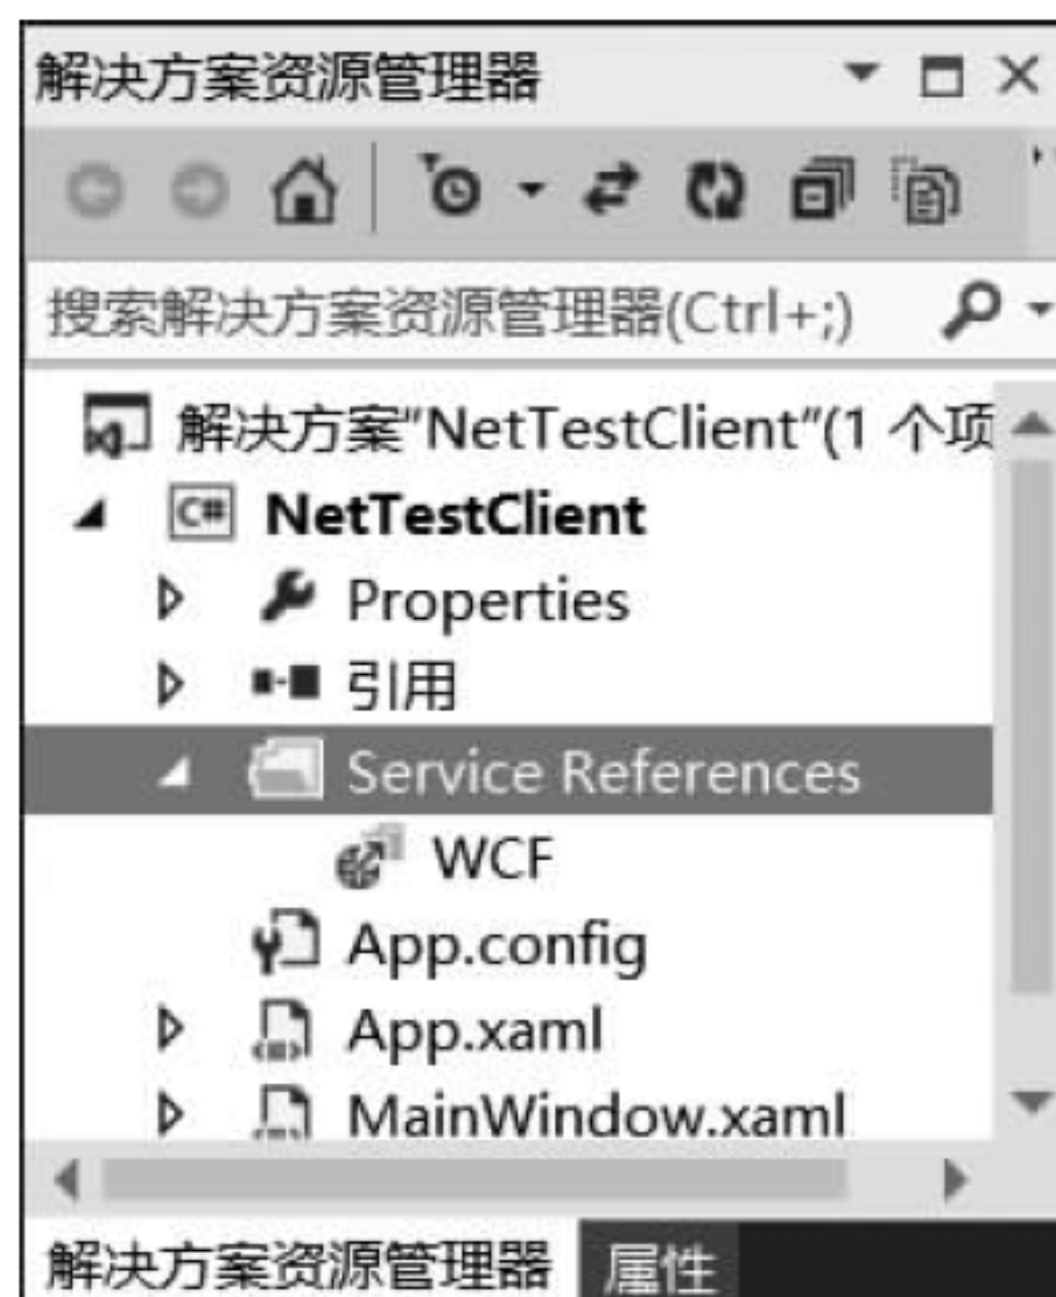 解决方案资源管理器
搜索解决方案资源管理器(Ctrl+;)
解决方案"NetTestClient"(1 个项
C# NetTestClient
Properties
引用
Service References
WCF
App.config
App.xaml
MainWindow.xaml
解决方案资源管理器 属性